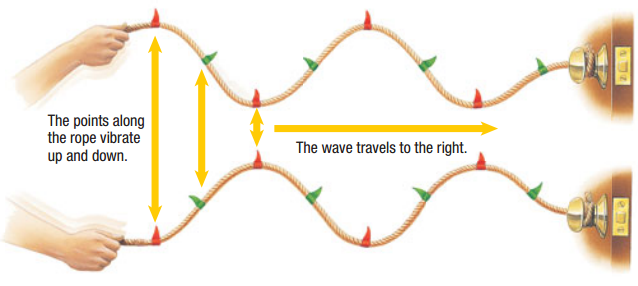 The points along
the rope vibrate
up and down.
The wave travels to the right.